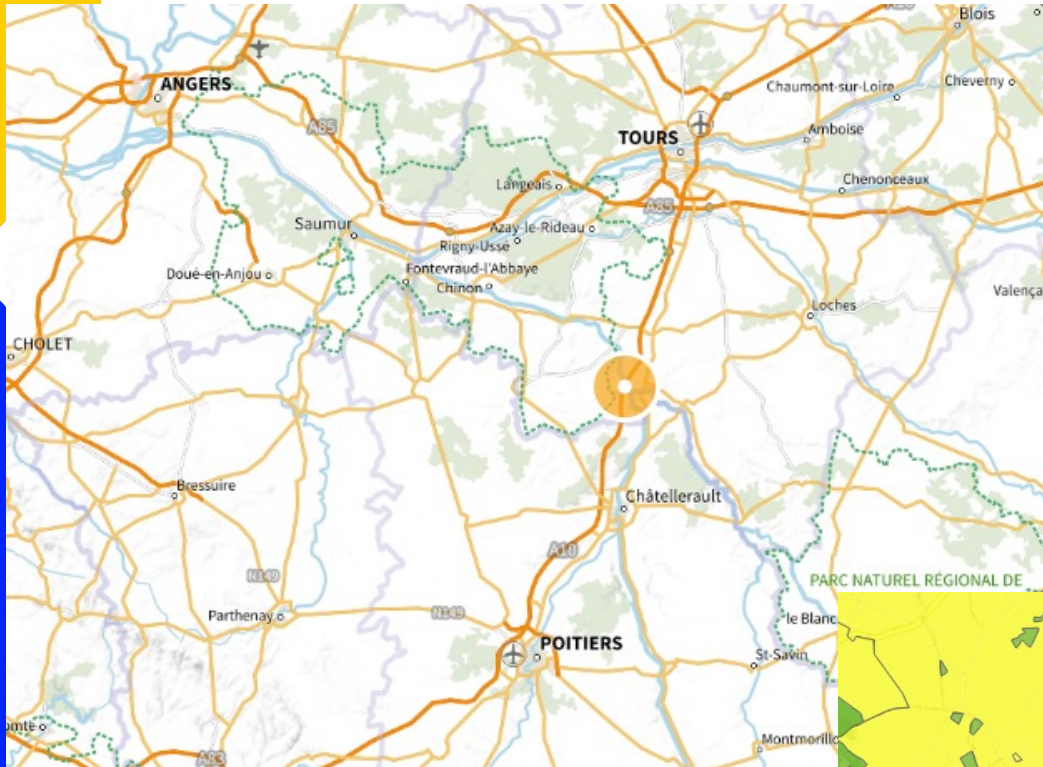 Blois
ANGERS
Chaumont-sur-Loire
Cheverny
A85
TOURS
Amboise
Langeais
Chenonceaux
A85
Saumur
Azay-le-Rideau
Rigny-Ussé
Doué-en-Anjou
Fontevraud-l'Abbaye
Chinon
Valença
Loches
CHOLET
Bressuire
Châtellerault
A10
N149
PARC NATUREL RÉGIONAL DE
Parthenay
N149
le Blanc
POITIERS
St-Savin
omte
Montmorillo
A83